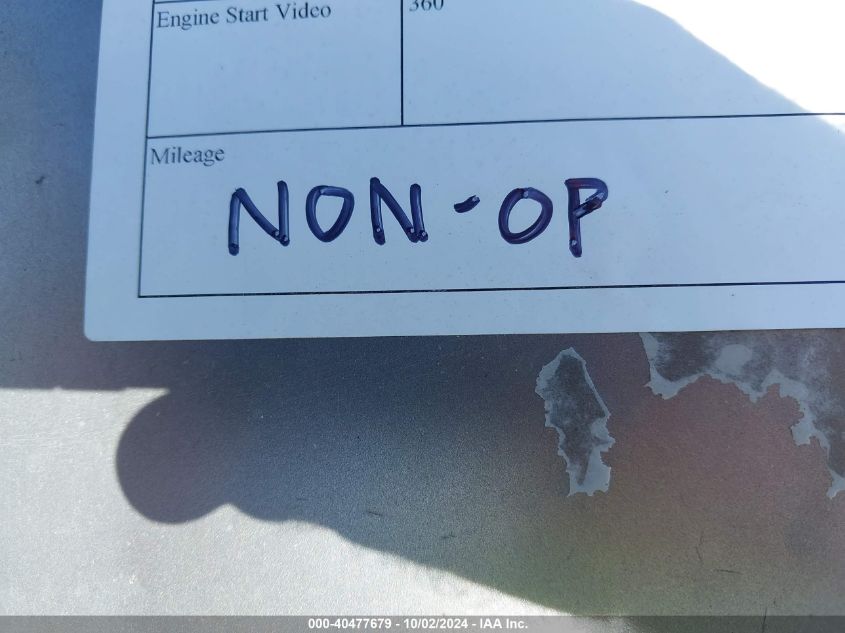 Engine Start Video
360
Mileage
NON-OP
000-40477679 - 10/02/2024 - IAA Inc.